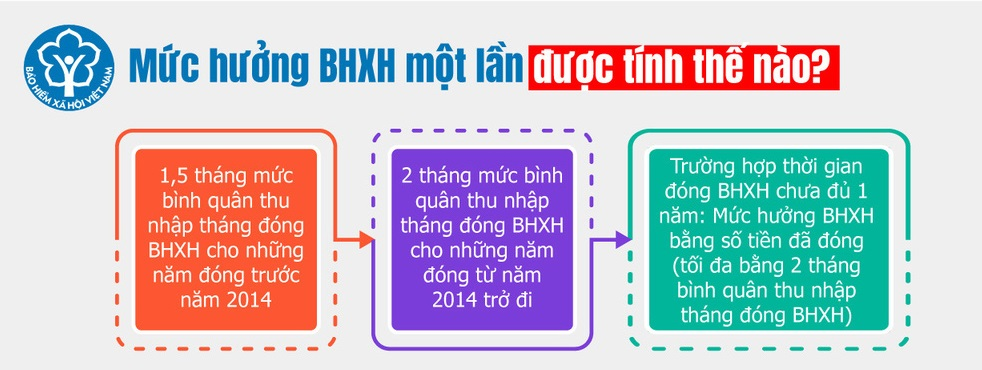 BẢO HIỂM XÃ HỘI VIỆT NAM
Mức hưởng BHXH một lần được tính thế nào?
1,5 tháng mức
bình quân thu
nhập tháng đóng
BHXH cho những
năm đóng trước
năm 2014
2 tháng mức bình
quân thu nhập
tháng đóng BHXH
cho những năm
đóng từ năm
2014 trở đi
Trường hợp thời gian
đóng BHXH chưa đủ 1
năm: Mức hưởng BHXH
bằng số tiền đã đóng
(tối đa bằng 2 tháng
bình quân thu nhập
tháng đóng BHXH)